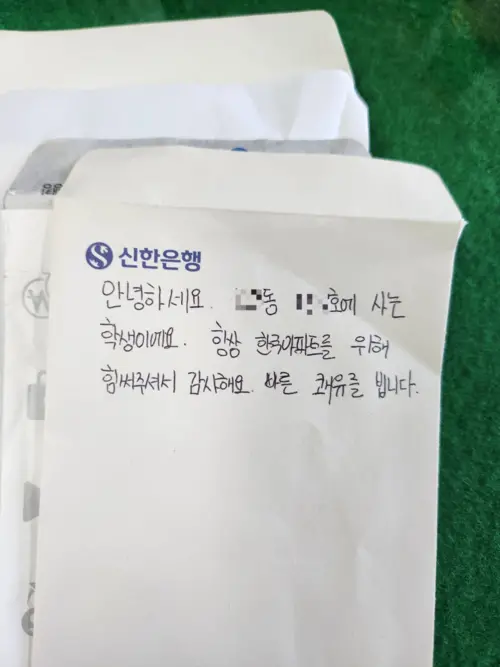 신한은행
안녕하세요. 동 호에 사는
학생이에요. 항상 한국아파트를 위해
힘써주셔서 감사해요. 빠른 쾌유를 빕니다.